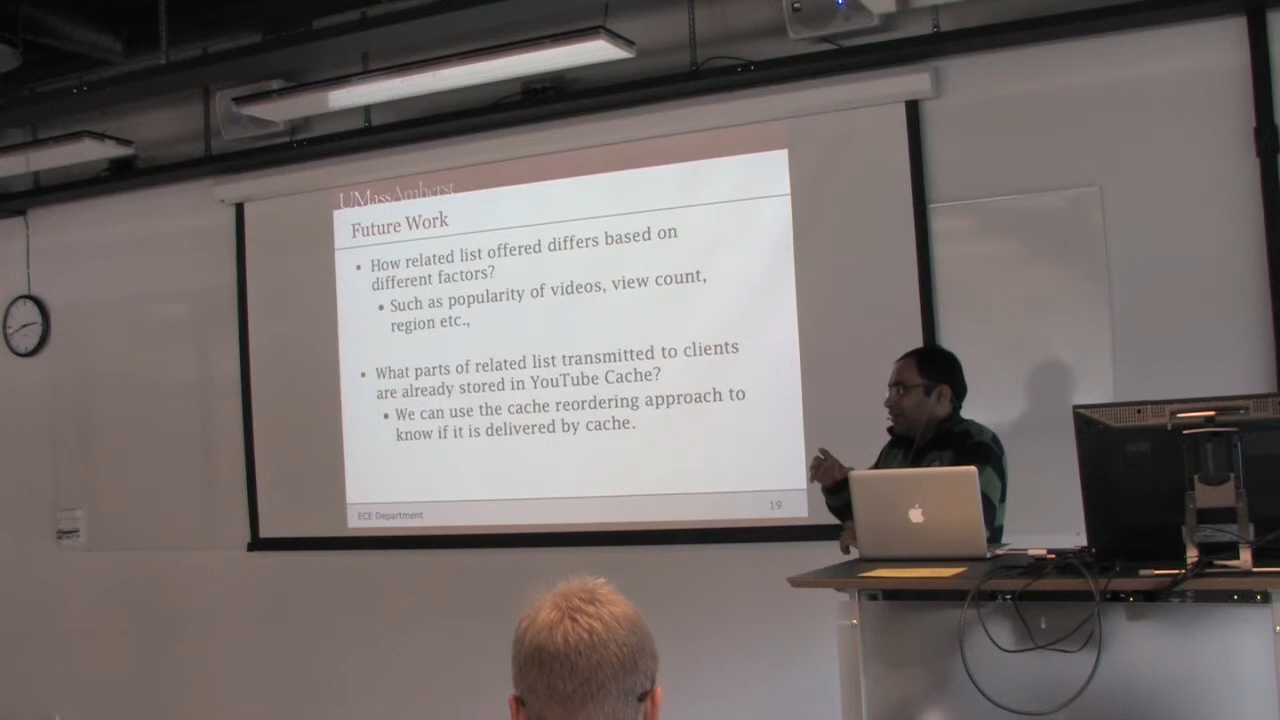 UMassAmherst
Future Work
▪ How related list offered differs based on
different factors?
• Such as popularity of videos, view count,
region etc.,
▪ What parts of related list transmitted to clients
are already stored in YouTube Cache?
• We can use the cache reordering approach to
know if it is delivered by cache.
ECE Department
19